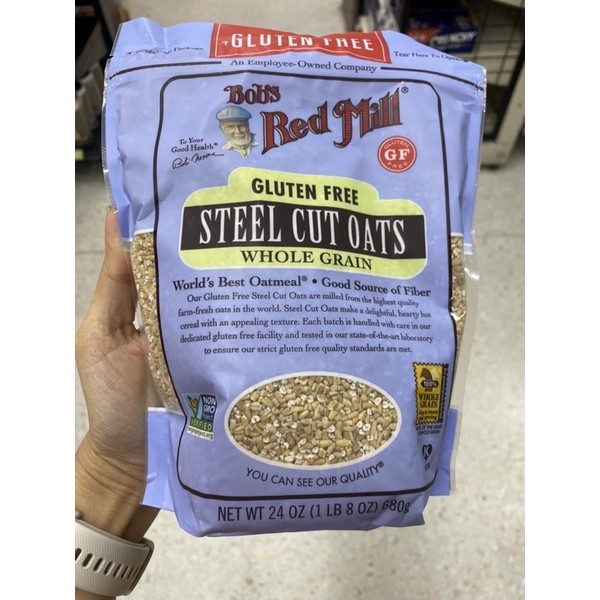 GLUTEN FREE
Tear Here To Open
An Employee-Owned Company
BOB'S
Red Mill®
To Your
Good Health®
Bob Moore
GLUTEN
GF
FREE
GLUTEN FREE
STEEL CUT OATS
WHOLE GRAIN
World's Best Oatmeal® • Good Source of Fiber
Our Gluten Free Steel Cut Oats are milled from the highest quality
farm-fresh oats in the world. Steel Cut Oats make a delightful, hearty hot
cereal with an appealing texture. Each batch is handled with care in our
dedicated gluten free facility and tested in our state-of-the-art laboratory
to ensure our strict gluten free quality standards are met.
NON
GMO
Project
VERIFIED
100%
WHOLE
GRAIN
K
YOU CAN SEE OUR QUALITY®
NET WT 24 OZ (1 LB 8 OZ) 680g